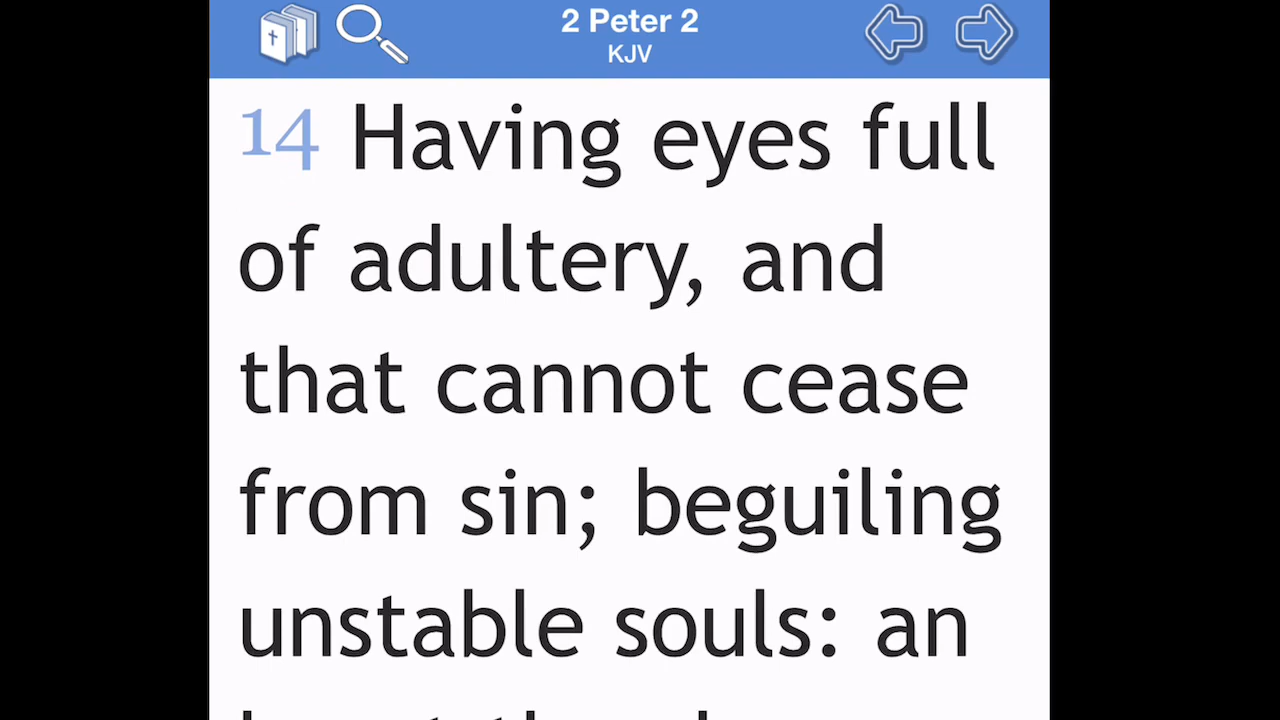 2 Peter 2
KJV
14 Having eyes full
of adultery, and
that cannot cease
from sin; beguiling
unstable souls: an